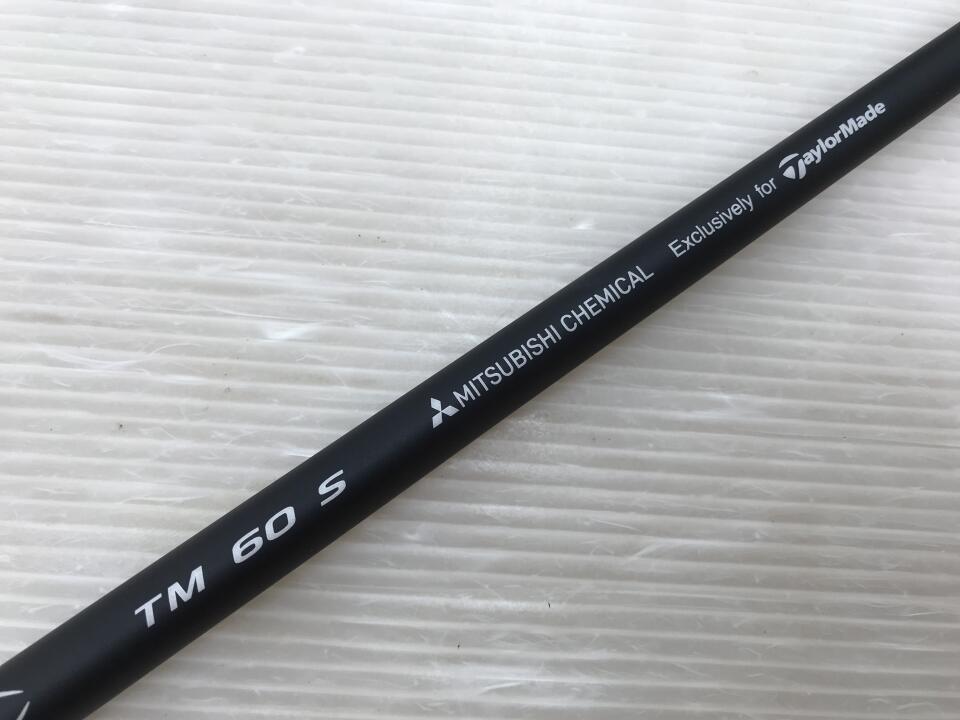 TM 60 S MITSUBISHI CHEMICAL Exclusively for TaylorMade